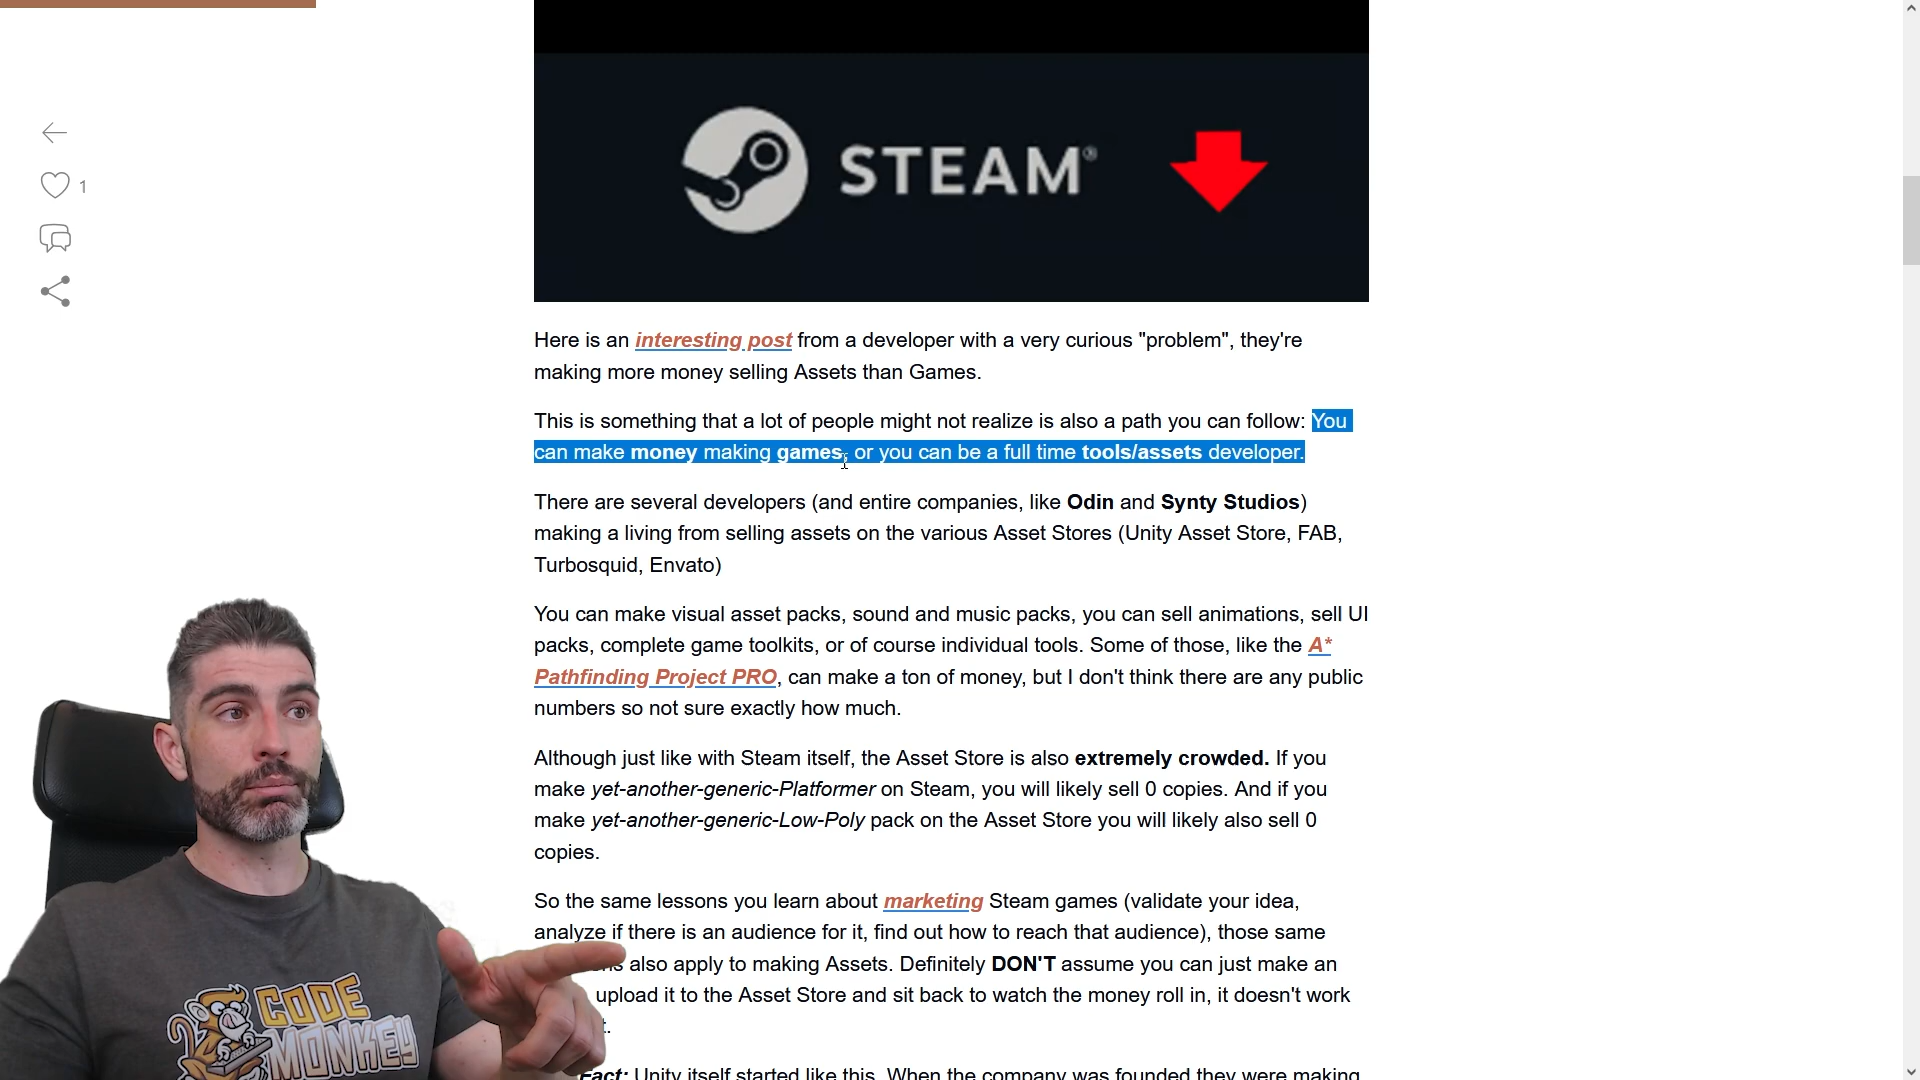 STEAM®
1
Here is an interesting post from a developer with a very curious "problem", they're
making more money selling Assets than Games.
This is something that a lot of people might not realize is also a path you can follow: You
can make money making games, or you can be a full time tools/assets developer.
There are several developers (and entire companies, like Odin and Synty Studios)
making a living from selling assets on the various Asset Stores (Unity Asset Store, FAB,
Turbosquid, Envato)
You can make visual asset packs, sound and music packs, you can sell animations, sell UI
packs, complete game toolkits, or of course individual tools. Some of those, like the A*
Pathfinding Project PRO, can make a ton of money, but I don't think there are any public
numbers so not sure exactly how much.
Although just like with Steam itself, the Asset Store is also extremely crowded. If you
make yet-another-generic-Platformer on Steam, you will likely sell 0 copies. And if you
make yet-another-generic-Low-Poly pack on the Asset Store you will likely also sell 0
copies.
So the same lessons you learn about marketing Steam games (validate your idea,
analyze if there is an audience for it, find out how to reach that audience), those same
also apply to making Assets. Definitely DON'T assume you can just make an
upload it to the Asset Store and sit back to watch the money roll in, it doesn't work
Fact: Unity itself started like this. When the company was founded they were making
CODE
MONKEY